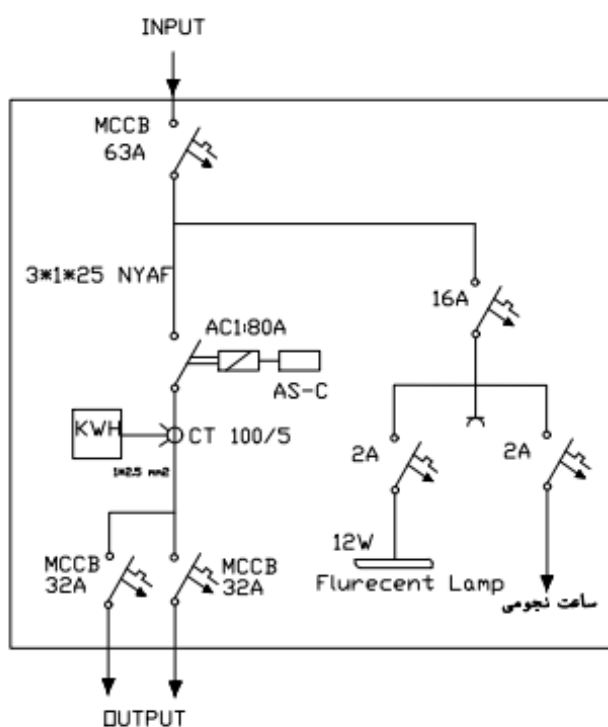 INPUT
MCCB
63A
3*1*25 NYAF
16A
AC1:80A
AS-C
KWH
CT 100/5
1*2.5 mm2
2A
2A
12W
Flurecent Lamp
ساعت نجومی
MCCB
32A
MCCB
32A
OUTPUT